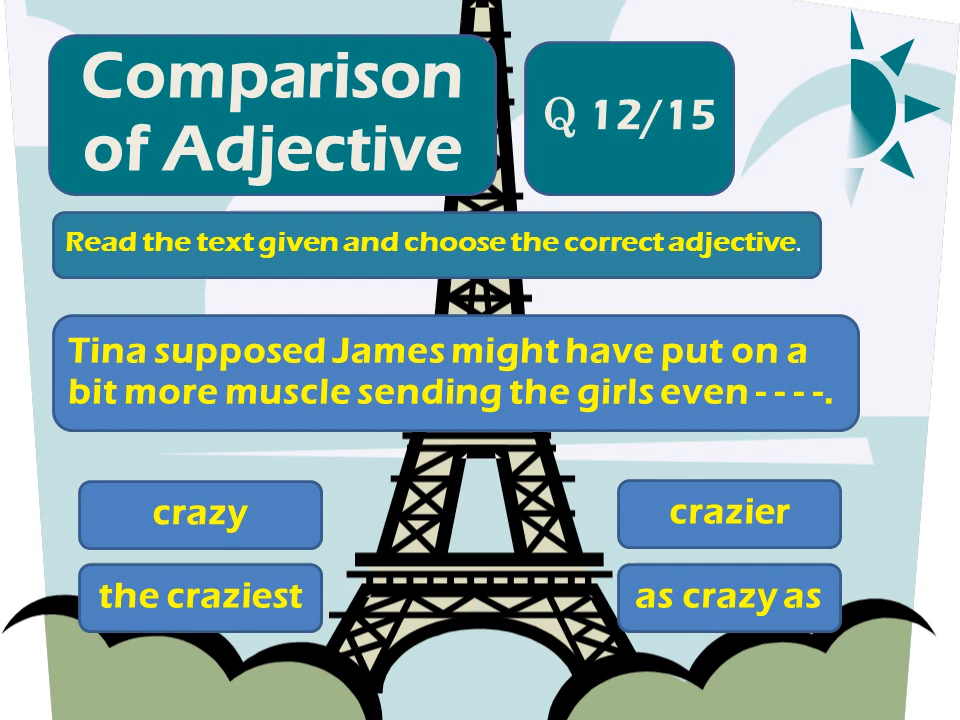 Comparison
of Adjective
Q 12/15
Read the text given and choose the correct adjective.
Tina supposed James might have put on a
bit more muscle sending the girls even - - - -.
crazy
crazier
the craziest
as crazy as